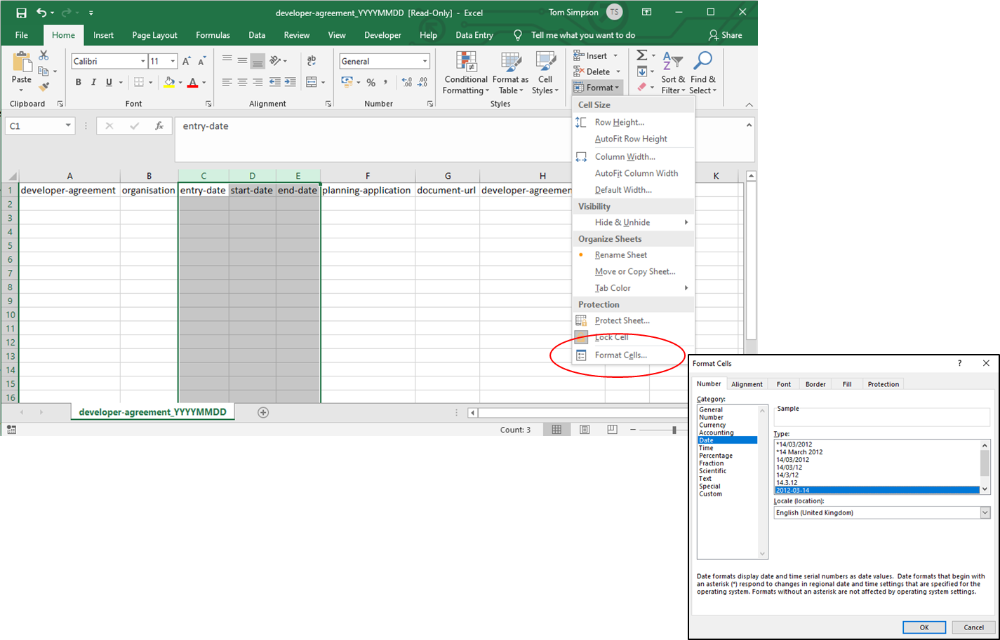 developer-agreement_YYYYMMDD [Read-Only] - Excel
Tom Simpson TS
File Home Insert Page Layout Formulas Data Review View Developer Help Data Entry Tell me what you want to do Share
Calibri 11 General
Paste
B I U
Conditional Formatting
Format as Table
Cell Styles
Insert
Delete
Format
Sort & Filter
Find & Select
Clipboard Font Alignment Number Styles
C1 fx entry-date
A B C D E F G H K
1 developer-agreement organisation entry-date start-date end-date planning-application document-url developer-agreemen
2
3
4
5
6
7
8
9
10
11
12
13
14
15
16
Cell Size
Row Height...
AutoFit Row Height
Column Width...
AutoFit Column Width
Default Width...
Visibility
Hide & Unhide
Organize Sheets
Rename Sheet
Move or Copy Sheet...
Tab Color
Protection
Protect Sheet...
Lock Cell
Format Cells...
developer-agreement_YYYYMMDD
Count: 3
Format Cells ?
Number Alignment Font Border Fill Protection
Category:
General
Number
Currency
Accounting
Date
Time
Percentage
Fraction
Scientific
Text
Special
Custom
Sample
Type:
*14/03/2012
*14 March 2012
14/03/2012
14/03/12
14/3/12
14.3.12
2012-03-14
Locale (location):
English (United Kingdom)
Date formats display date and time serial numbers as date values. Date formats that begin with
an asterisk (*) respond to changes in regional date and time settings that are specified for the
operating system. Formats without an asterisk are not affected by operating system settings.
OK Cancel